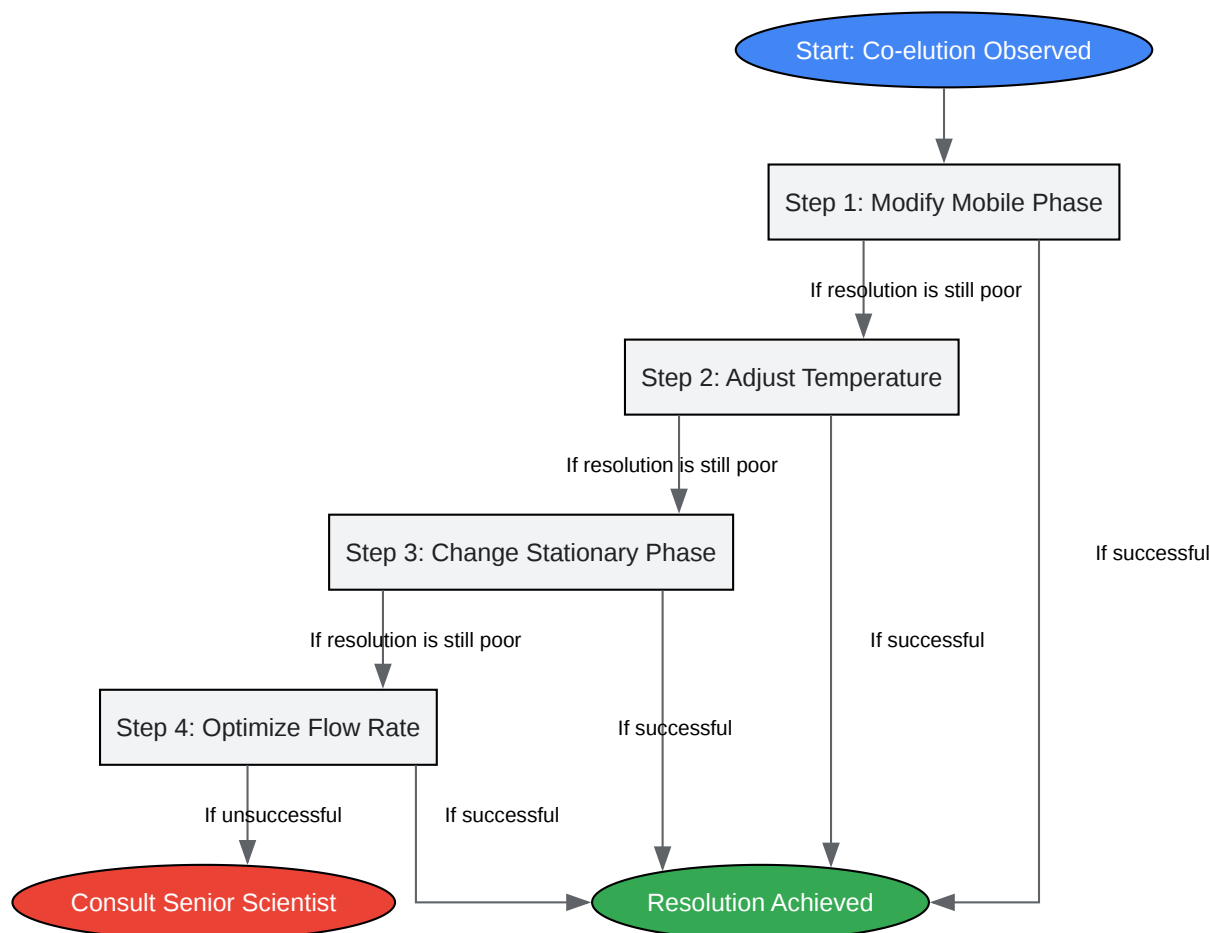 Start: Co-elution Observed
Step 1: Modify Mobile Phase
If resolution is still poor
Step 2: Adjust Temperature
If resolution is still poor
Step 3: Change Stationary Phase
If successful
If resolution is still poor
If successful
Step 4: Optimize Flow Rate
If successful
If unsuccessful
If successful
Consult Senior Scientist
Resolution Achieved